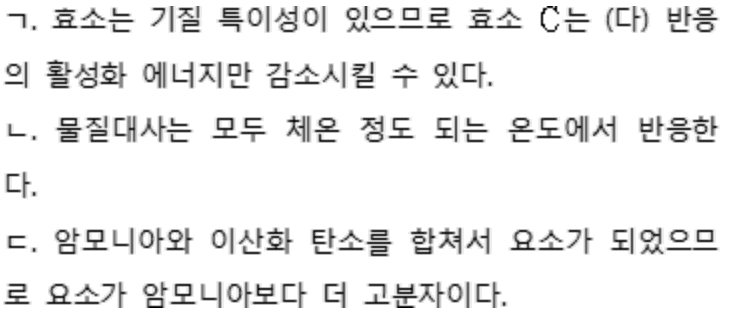 ㄱ. 효소는 기질 특이성이 있으므로 효소 C는 (다) 반응
의 활성화 에너지만 감소시킬 수 있다.
ㄴ. 물질대사는 모두 체온 정도 되는 온도에서 반응한
다.
ㄷ. 암모니아와 이산화 탄소를 합쳐서 요소가 되었으므
로 요소가 암모니아보다 더 고분자이다.